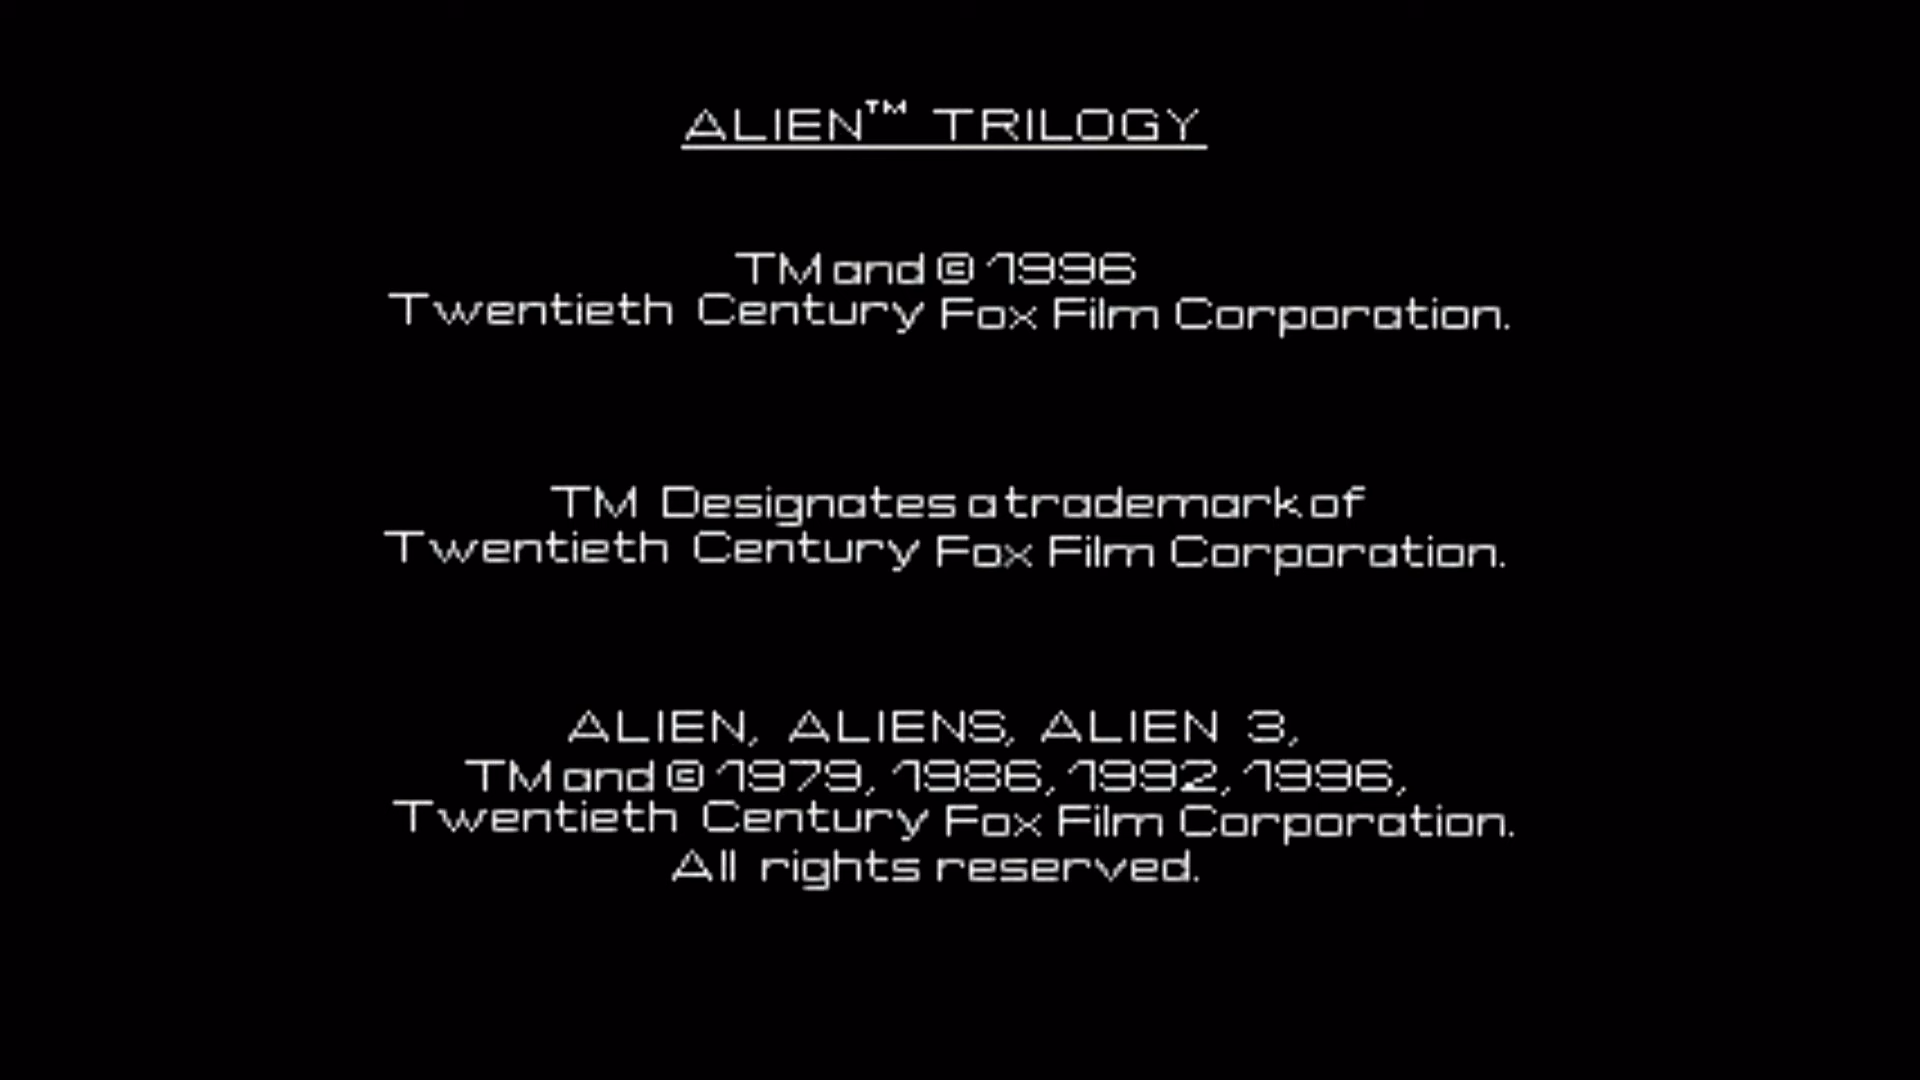 ALIEN™ TRILOGY
TM and © 1996
Twentieth Century Fox Film Corporation.
TM Designates a trademark of
Twentieth Century Fox Film Corporation.
ALIEN, ALIENS, ALIEN 3,
TM and © 1979, 1986, 1992, 1996,
Twentieth Century Fox Film Corporation.
All rights reserved.